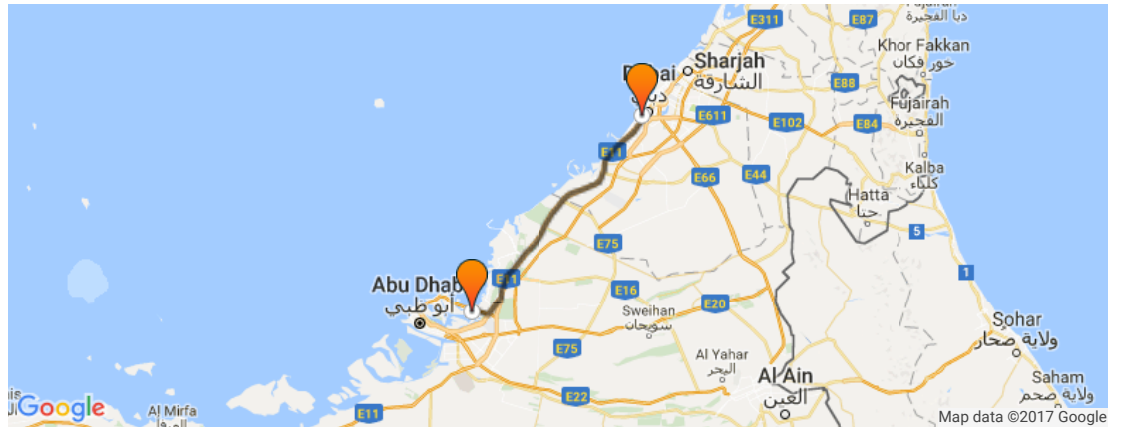 E311
E87
دبا الفجيرة
Khor Fakkan
خور فكان
Sharjah
الشارقة
E88
Fujairah
الفجيرة
E611
E102
E84
E11
Kalba
كلباء
E66
E44
Hatta
حتا
5
E75
1
Abu Dhab
أبو ظبي
E11
E16
E20
Sweihan
سويحان
Sohar
ولاية صحار
E75
Al Yahar
اليحر
Al Ain
العين
Saham
ولاية صحم
E22
Google
Al Mirfa
E11
Map data ©2017 Google